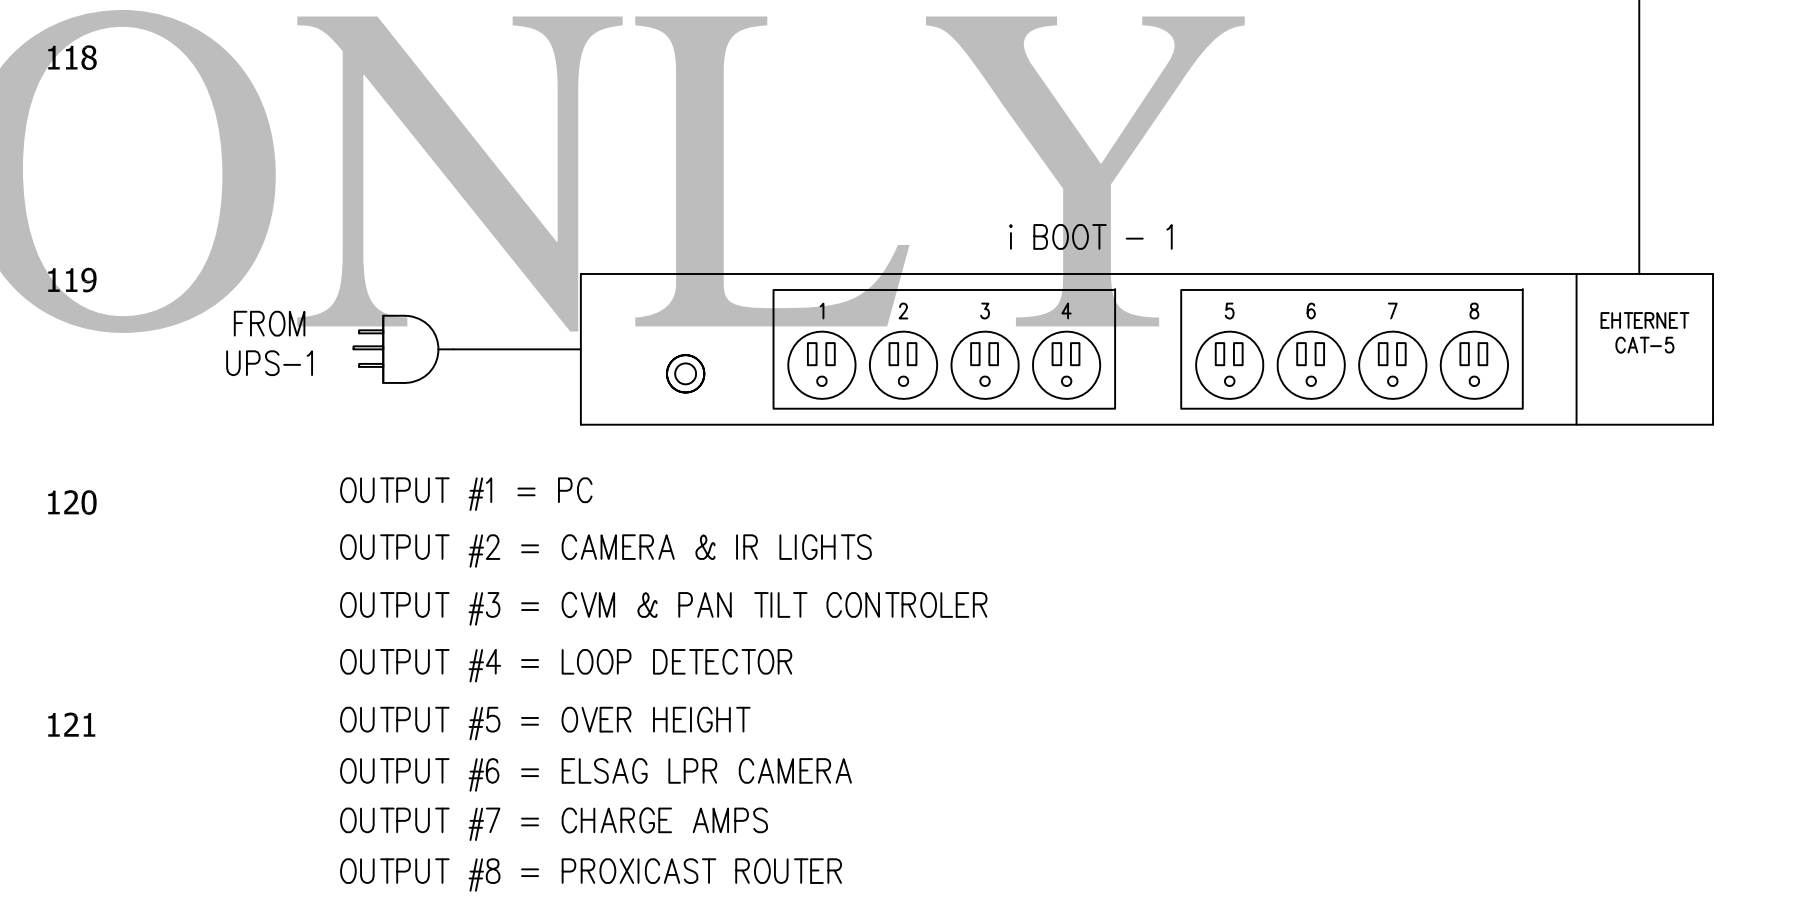 ONLY
118
i BOOT - 1
119
FROM
UPS-1
1 2 3 4 5 6 7 8
EHTERNET
CAT-5
120
OUTPUT #1 = PC
OUTPUT #2 = CAMERA & IR LIGHTS
OUTPUT #3 = CVM & PAN TILT CONTROLER
OUTPUT #4 = LOOP DETECTOR
121
OUTPUT #5 = OVER HEIGHT
OUTPUT #6 = ELSAG LPR CAMERA
OUTPUT #7 = CHARGE AMPS
OUTPUT #8 = PROXICAST ROUTER